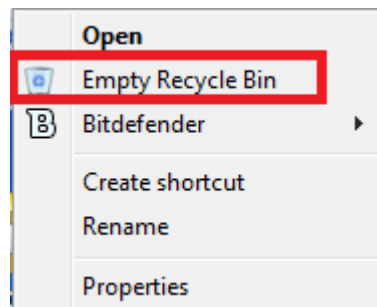 Open
Empty Recycle Bin
Bitdefender
Create shortcut
Rename
Properties